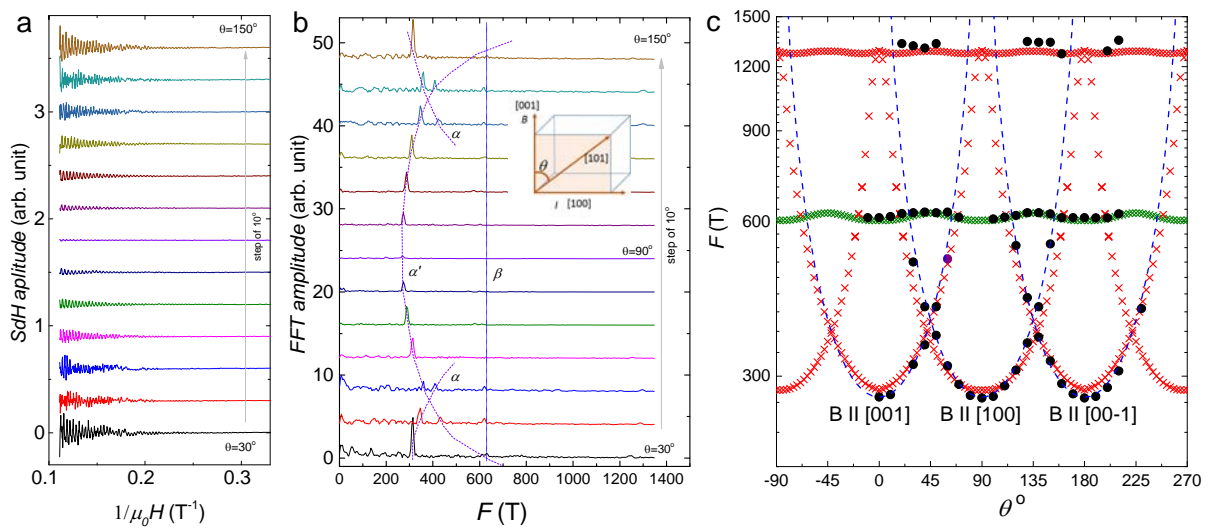 a
θ=150°
3
2
1
0
SdH aplitude (arb. unit)
step of 10°
θ=30°
0.1 0.2 0.3
1/μ0H (T-1)
b
θ=150°
50
40
30
20
10
0
FFT amplitude (arb. unit)
α
[001]
B
θ
[101]
I [100]
θ=90°
α'
β
α
step of 10°
θ=30°
0 200 400 600 800 1000 1200 1400
F (T)
c
1500
1200
900
600
300
F (T)
B II [001] B II [100] B II [00-1]
-90 -45 0 45 90 135 180 225 270
θ°